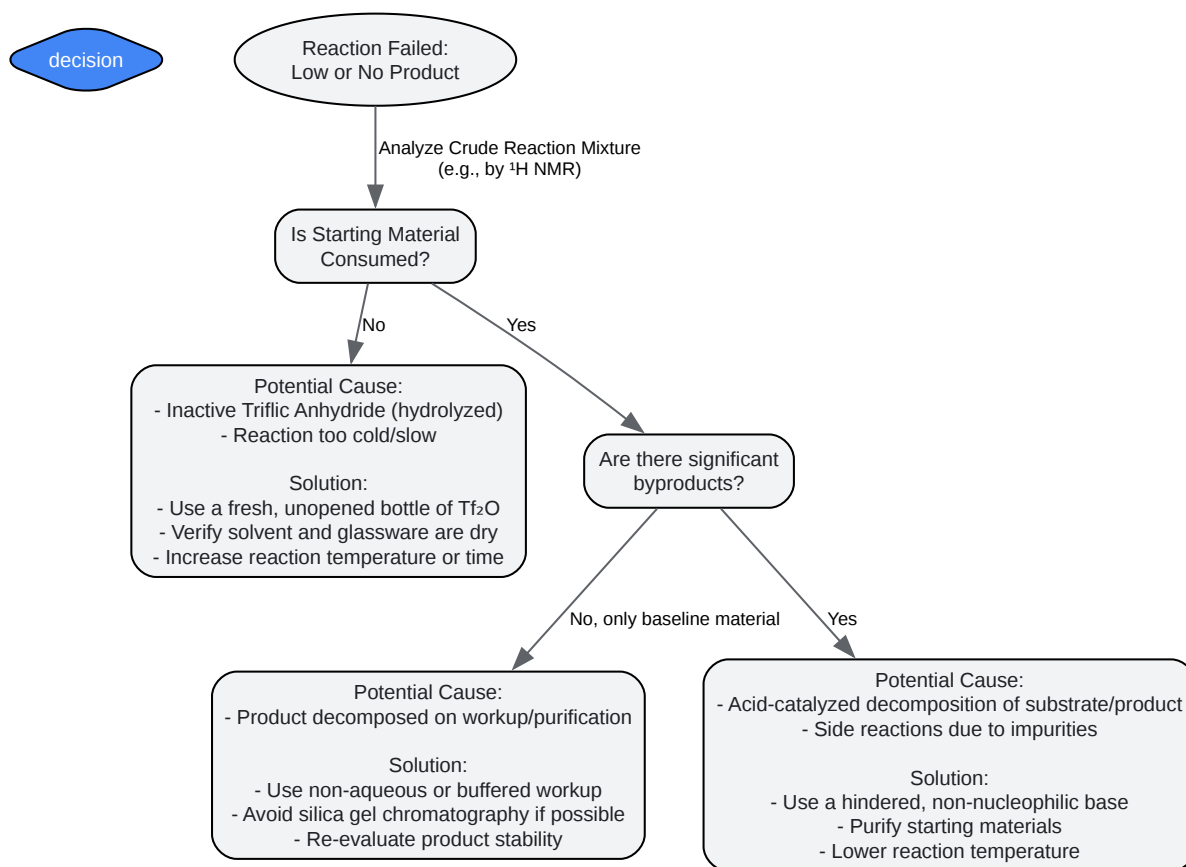 decision
Reaction Failed:
Low or No Product
Analyze Crude Reaction Mixture
(e.g., by ¹H NMR)
Is Starting Material
Consumed?
No
Yes
Potential Cause:
- Inactive Triflic Anhydride (hydrolyzed)
- Reaction too cold/slow
Solution:
- Use a fresh, unopened bottle of Tf₂O
- Verify solvent and glassware are dry
- Increase reaction temperature or time
Are there significant
byproducts?
No, only baseline material
Yes
Potential Cause:
- Product decomposed on workup/purification
Solution:
- Use non-aqueous or buffered workup
- Avoid silica gel chromatography if possible
- Re-evaluate product stability
Potential Cause:
- Acid-catalyzed decomposition of substrate/product
- Side reactions due to impurities
Solution:
- Use a hindered, non-nucleophilic base
- Purify starting materials
- Lower reaction temperature